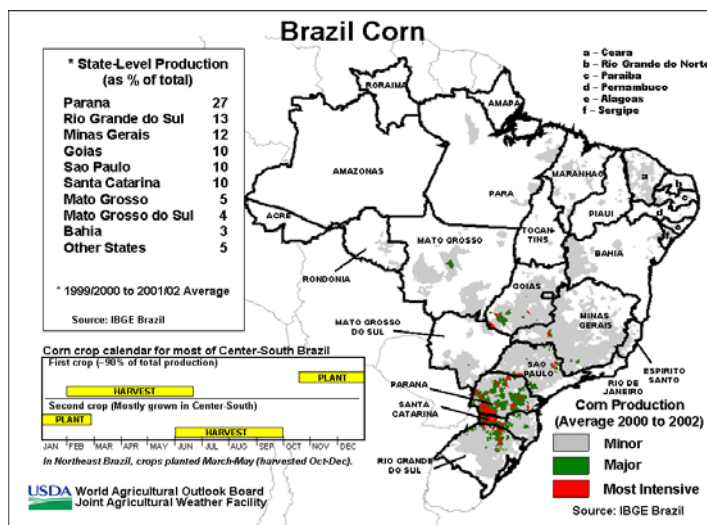 Brazil Corn
* State-Level Production
(as % of total)
Parana 27
Rio Grande do Sul 13
Minas Gerais 12
Goias 10
Sao Paulo 10
Santa Catarina 10
Mato Grosso 5
Mato Grosso do Sul 4
Bahia 3
Other States 5
* 1999/2000 to 2001/02 Average
Source: IBGE Brazil
a – Ceara
b – Rio Grande do Norte
c – Paraiba
d – Pernambuco
e – Alagoas
f – Sergipe
RORAIMA
AMAPA
AMAZONAS
PARA
MARANHAO
a
b
c
d
e
f
ACRE
PIAUI
TOCAN-
TINS
MATO GROSSO
BAHIA
RONDONIA
GOIAS
MATO GROSSO
DO SUL
MINAS
GERAIS
ESPIRITO
SANTO
SAO
PAULO
RIO DE
JANEIRO
PARANA
SANTA
CATARINA
RIO GRANDE
DO SUL
Corn crop calendar for most of Center-South Brazil
First crop (~90% of total production)
PLANT
HARVEST
Second crop (Mostly grown in Center-South)
PLANT
HARVEST
JAN FEB MAR APR MAY JUN JUL AUG SEP OCT NOV DEC
In Northeast Brazil, crops planted March-May (harvested Oct-Dec).
Corn Production
(Average 2000 to 2002)
Minor
Major
Most Intensive
Source: IBGE Brazil
USDA World Agricultural Outlook Board
Joint Agricultural Weather Facility